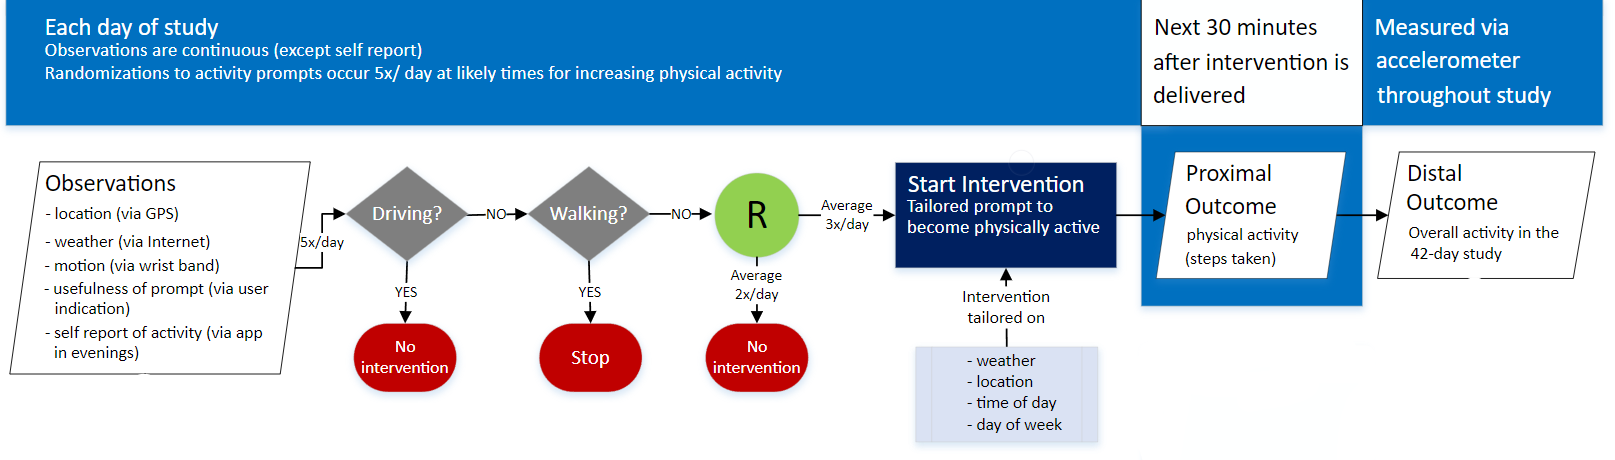 Each day of study
Observations are continuous (except self report)
Randomizations to activity prompts occur 5x/ day at likely times for increasing physical activity
Next 30 minutes
after intervention is
delivered
Measured via
accelerometer
throughout study
Observations
- location (via GPS)
- weather (via Internet)
- motion (via wrist band)
- usefulness of prompt (via user
indication)
- self report of activity (via app
in evenings)
5x/day
Driving?
NO
YES
No
intervention
Walking?
NO
YES
Stop
R
Average
3x/day
Average
2x/day
No
intervention
Start Intervention
Tailored prompt to
become physically active
Intervention
tailored on
- weather
- location
- time of day
- day of week
Proximal
Outcome
physical activity
(steps taken)
Distal
Outcome
Overall activity in the
42-day study